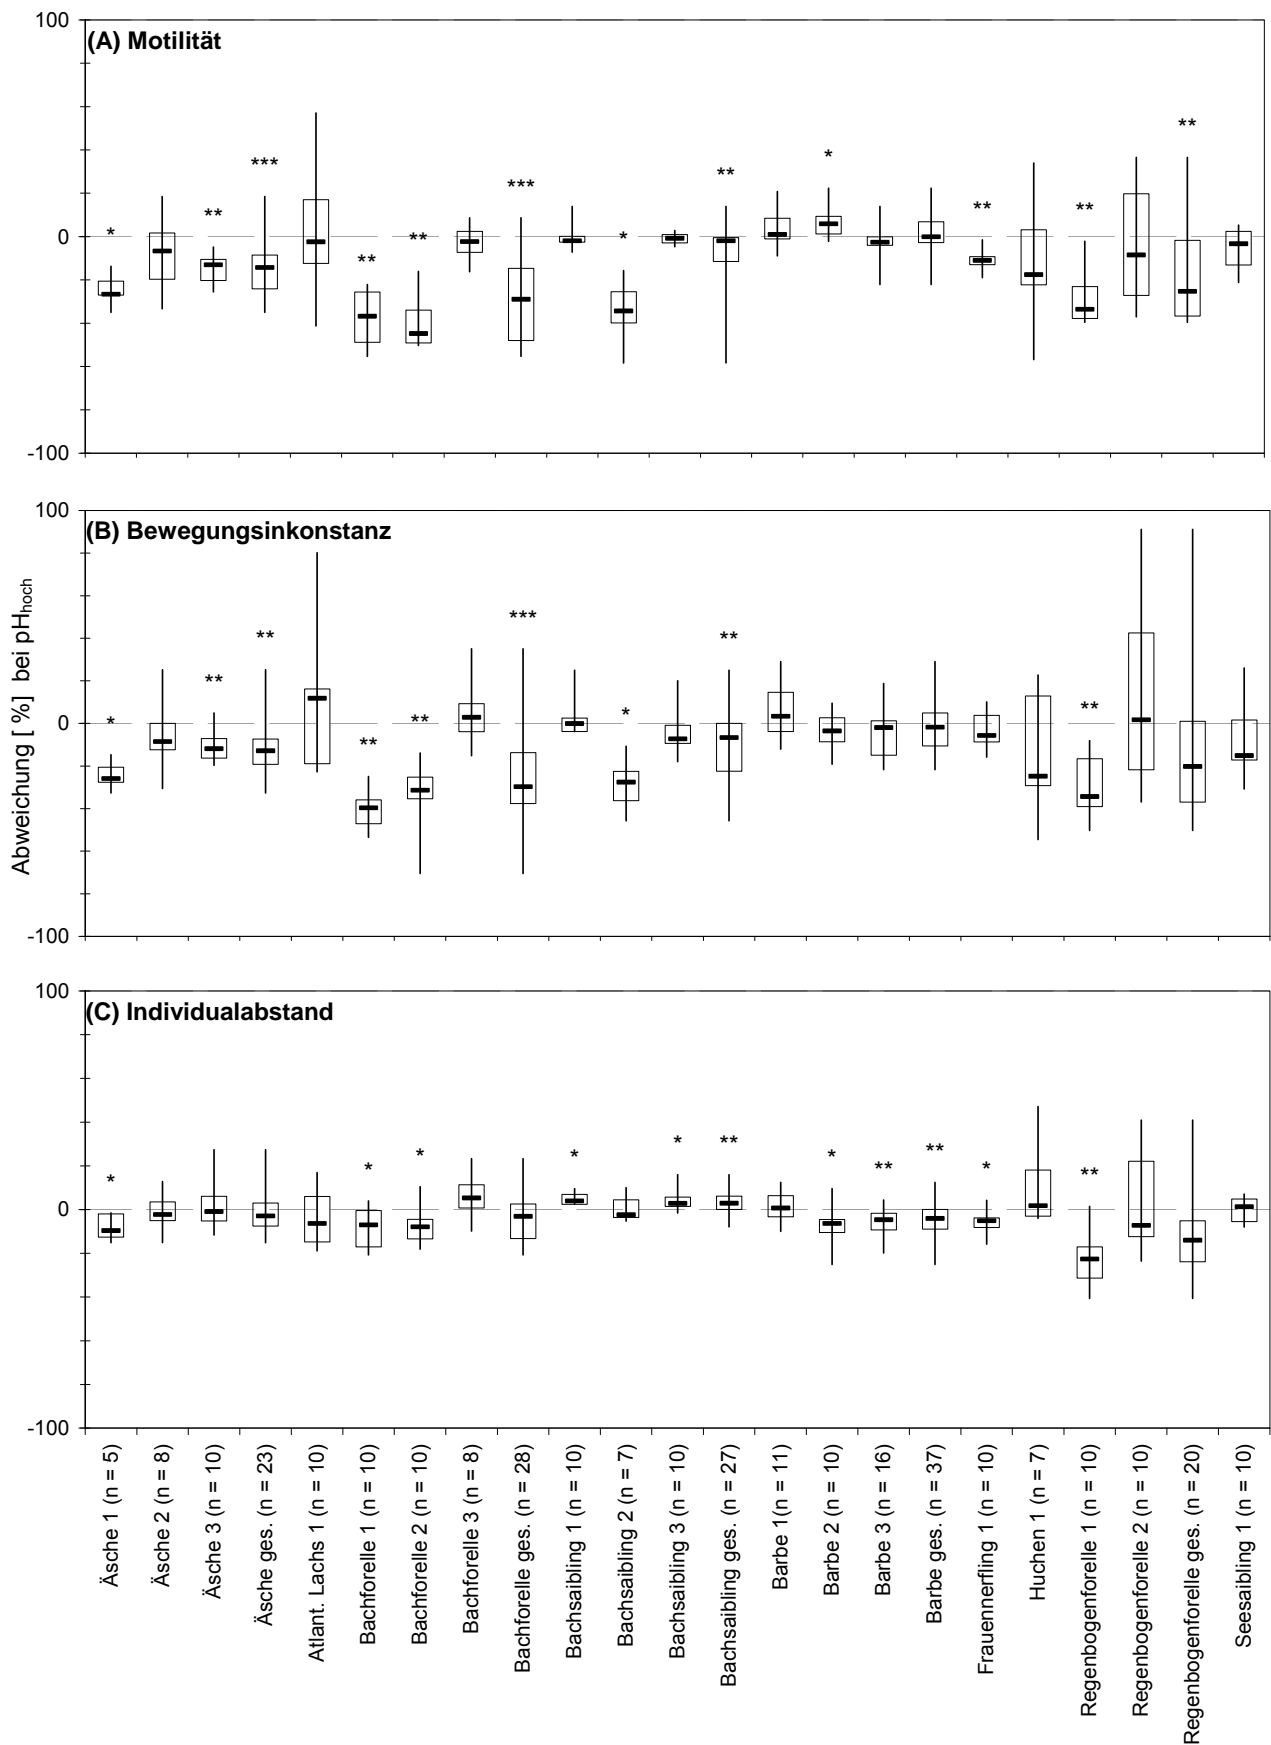 100
(A) Motilität
* ** *** ** ** *** * ** * ** ** **
0
-100
100
(B) Bewegungsinkonstanz
* ** ** ** ** *** * ** **
0
-100
Abweichung [ %] bei pHhoch
100
(C) Individualabstand
* * * * * ** * ** ** * **
0
-100
Äsche 1 (n = 5)
Äsche 2 (n = 8)
Äsche 3 (n = 10)
Äsche ges. (n = 23)
Atlant. Lachs 1 (n = 10)
Bachforelle 1 (n = 10)
Bachforelle 2 (n = 10)
Bachforelle 3 (n = 8)
Bachforelle ges. (n = 28)
Bachsaibling 1 (n = 10)
Bachsaibling 2 (n = 7)
Bachsaibling 3 (n = 10)
Bachsaibling ges. (n = 27)
Barbe 1(n = 11)
Barbe 2 (n = 10)
Barbe 3 (n = 16)
Barbe ges. (n = 37)
Frauennerfling 1 (n = 10)
Huchen 1 (n = 7)
Regenbogenforelle 1 (n = 10)
Regenbogenforelle 2 (n = 10)
Regenbogenforelle ges. (n = 20)
Seesaibling 1 (n = 10)